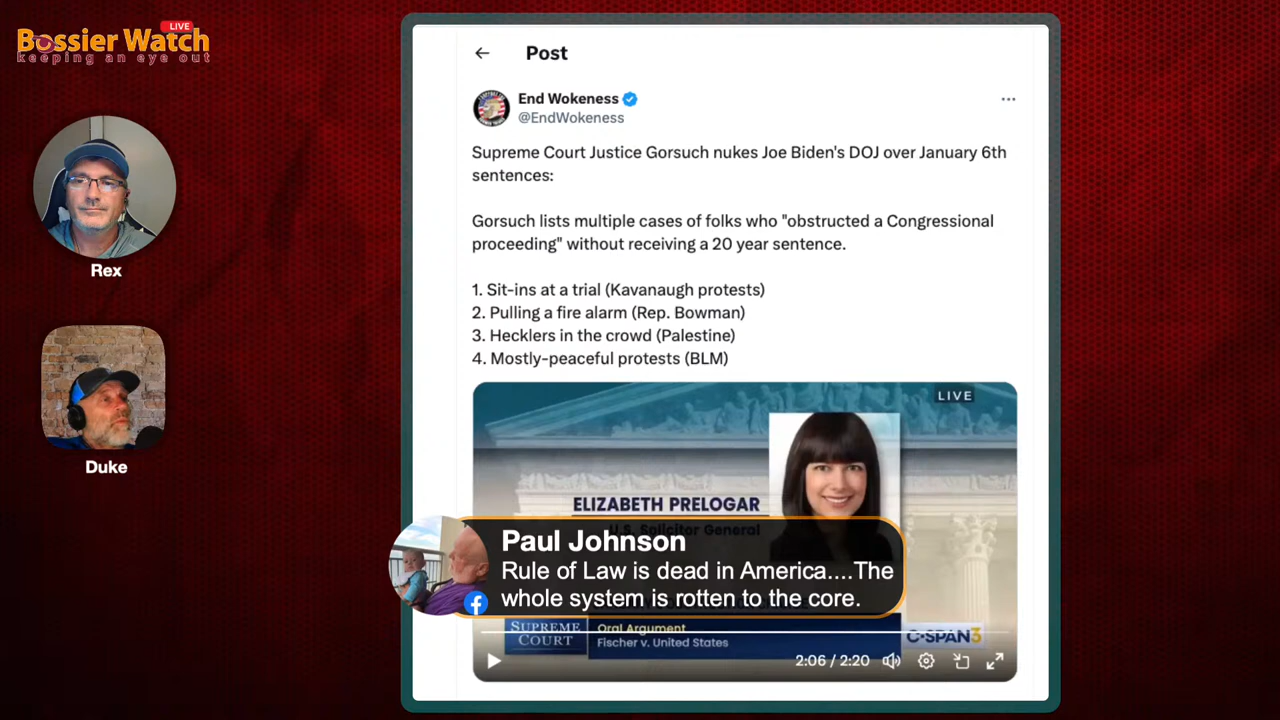 LIVE
Bossier Watch
keeping an eye out
Rex
Duke
Post
End Wokeness
@EndWokeness
Supreme Court Justice Gorsuch nukes Joe Biden's DOJ over January 6th
sentences:
Gorsuch lists multiple cases of folks who "obstructed a Congressional
proceeding" without receiving a 20 year sentence.
1. Sit-ins at a trial (Kavanaugh protests)
2. Pulling a fire alarm (Rep. Bowman)
3. Hecklers in the crowd (Palestine)
4. Mostly-peaceful protests (BLM)
LIVE
ELIZABETH PRELOGAR
U.S. Solicitor General
Paul Johnson
Rule of Law is dead in America....The
whole system is rotten to the core.
SUPREME
COURT
Oral Argument
Fischer v. United States
C-SPAN3
2:06 / 2:20